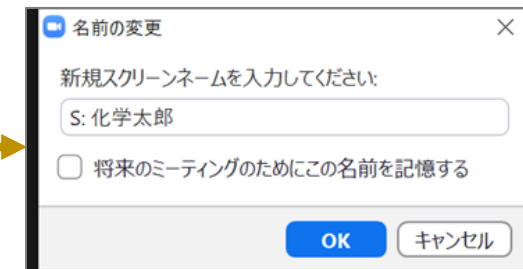 名前の変更
新規スクリーンネームを入力してください:
S: 化学太郎
将来のミーティングのためにこの名前を記憶する
OK キャンセル